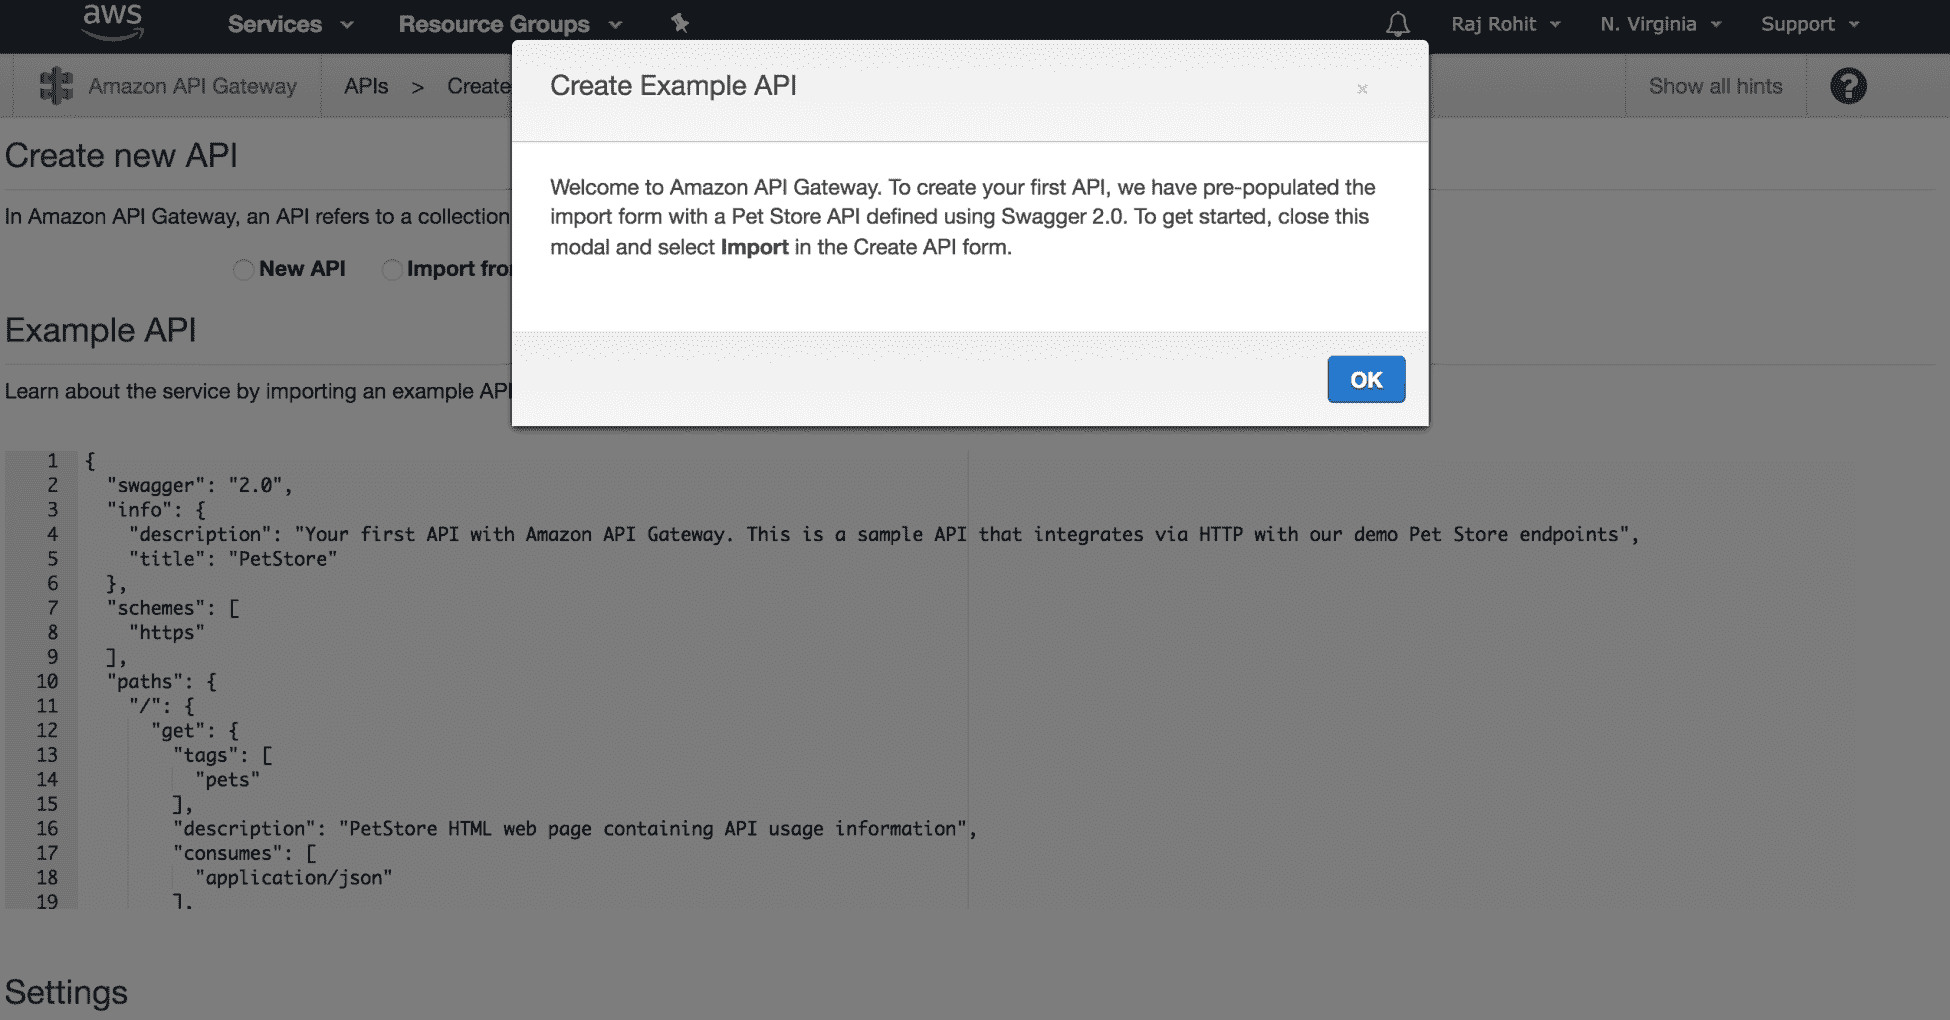 aws
Services
Resource Groups
Raj Rohit
N. Virginia
Support
Amazon API Gateway
APIs > Create
Show all hints
?
Create Example API
×
Welcome to Amazon API Gateway. To create your first API, we have pre-populated the
import form with a Pet Store API defined using Swagger 2.0. To get started, close this
modal and select Import in the Create API form.
OK
Create new API
In Amazon API Gateway, an API refers to a collection
New API
Import
Example API
Learn about the service by importing an example API
1 {
2 "swagger": "2.0",
3 "info": {
4 "description": "Your first API with Amazon API Gateway. This is a sample API that integrates via HTTP with our demo Pet Store endpoints",
5 "title": "PetStore"
6 },
7 "schemes": [
8 "https"
9 ],
10 "paths": {
11 "/": {
12 "get": {
13 "tags": [
14 "pets"
15 ],
16 "description": "PetStore HTML web page containing API usage information",
17 "consumes": [
18 "application/json"
19 ],
Settings